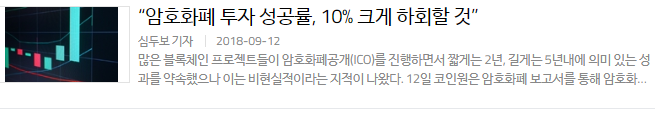 “암호화폐 투자 성공률, 10% 크게 하회할 것”
심두보 기자 | 2018-09-12
많은 블록체인 프로젝트들이 암호화폐공개(ICO)를 진행하면서 짧게는 2년, 길게는 5년내에 의미 있는 성
과를 약속했으나 이는 비현실적이라는 지적이 나왔다. 12일 코인원은 암호화폐 보고서를 통해 암호화…